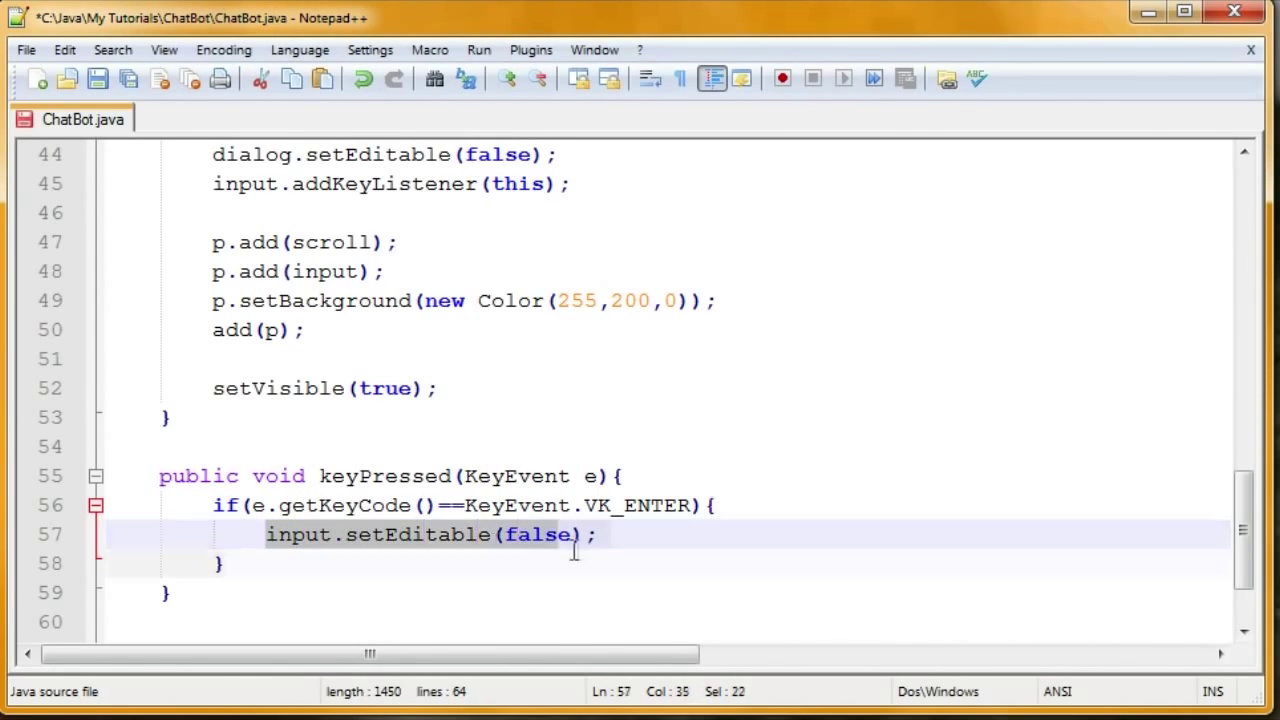 *C:\Java\My Tutorials\ChatBot\ChatBot.java - Notepad++
File Edit Search View Encoding Language Settings Macro Run Plugins Window ? X
ABC
ChatBot.java
44 dialog.setEditable(false);
45 input.addKeyListener(this);
46
47 p.add(scroll);
48 p.add(input);
49 p.setBackground(new Color(255,200,0));
50 add(p);
51
52 setVisible(true);
53 }
54
55 public void keyPressed(KeyEvent e){
56 if(e.getKeyCode()==KeyEvent.VK_ENTER){
57 input.setEditable(false);
58 }
59 }
60
Java source file length : 1450 lines : 64 Ln : 57 Col : 35 Sel : 22 Dos\Windows ANSI INS